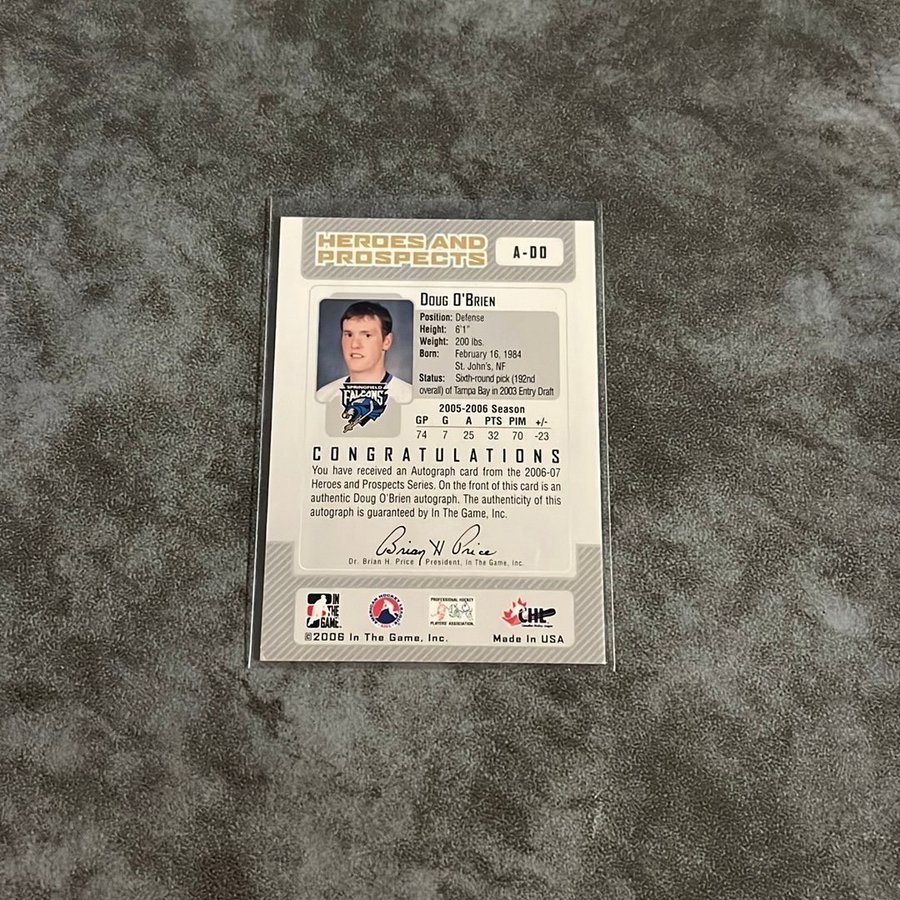 HEROES AND
PROSPECTS
A-DO
DOUG O'BRIEN
Position: Defense
Height: 6'1"
Weight: 200 lbs.
Born: February 16, 1984
St. John's, NF
Status: Sixth-round pick (192nd
overall) of Tampa Bay in 2003 Entry Draft
SPRINGFIELD
FALCONS
2005-2006 Season
GP G A PTS PIM +/-
74 7 25 32 70 -23
CONGRATULATIONS
You have received an Autograph card from the 2006-07
Heroes and Prospects Series. On the front of this card is an
authentic Doug O'Brien autograph. The authenticity of this
autograph is guaranteed by In The Game, Inc.
Brian H Price
Dr. Brian H. Price President, In The Game, Inc.
IN
THE
GAME
PROFESSIONAL HOCKEY
PLAYERS ASSOCIATION
CHL
Canadian Hockey League
©2006 In The Game, Inc.
Made In USA